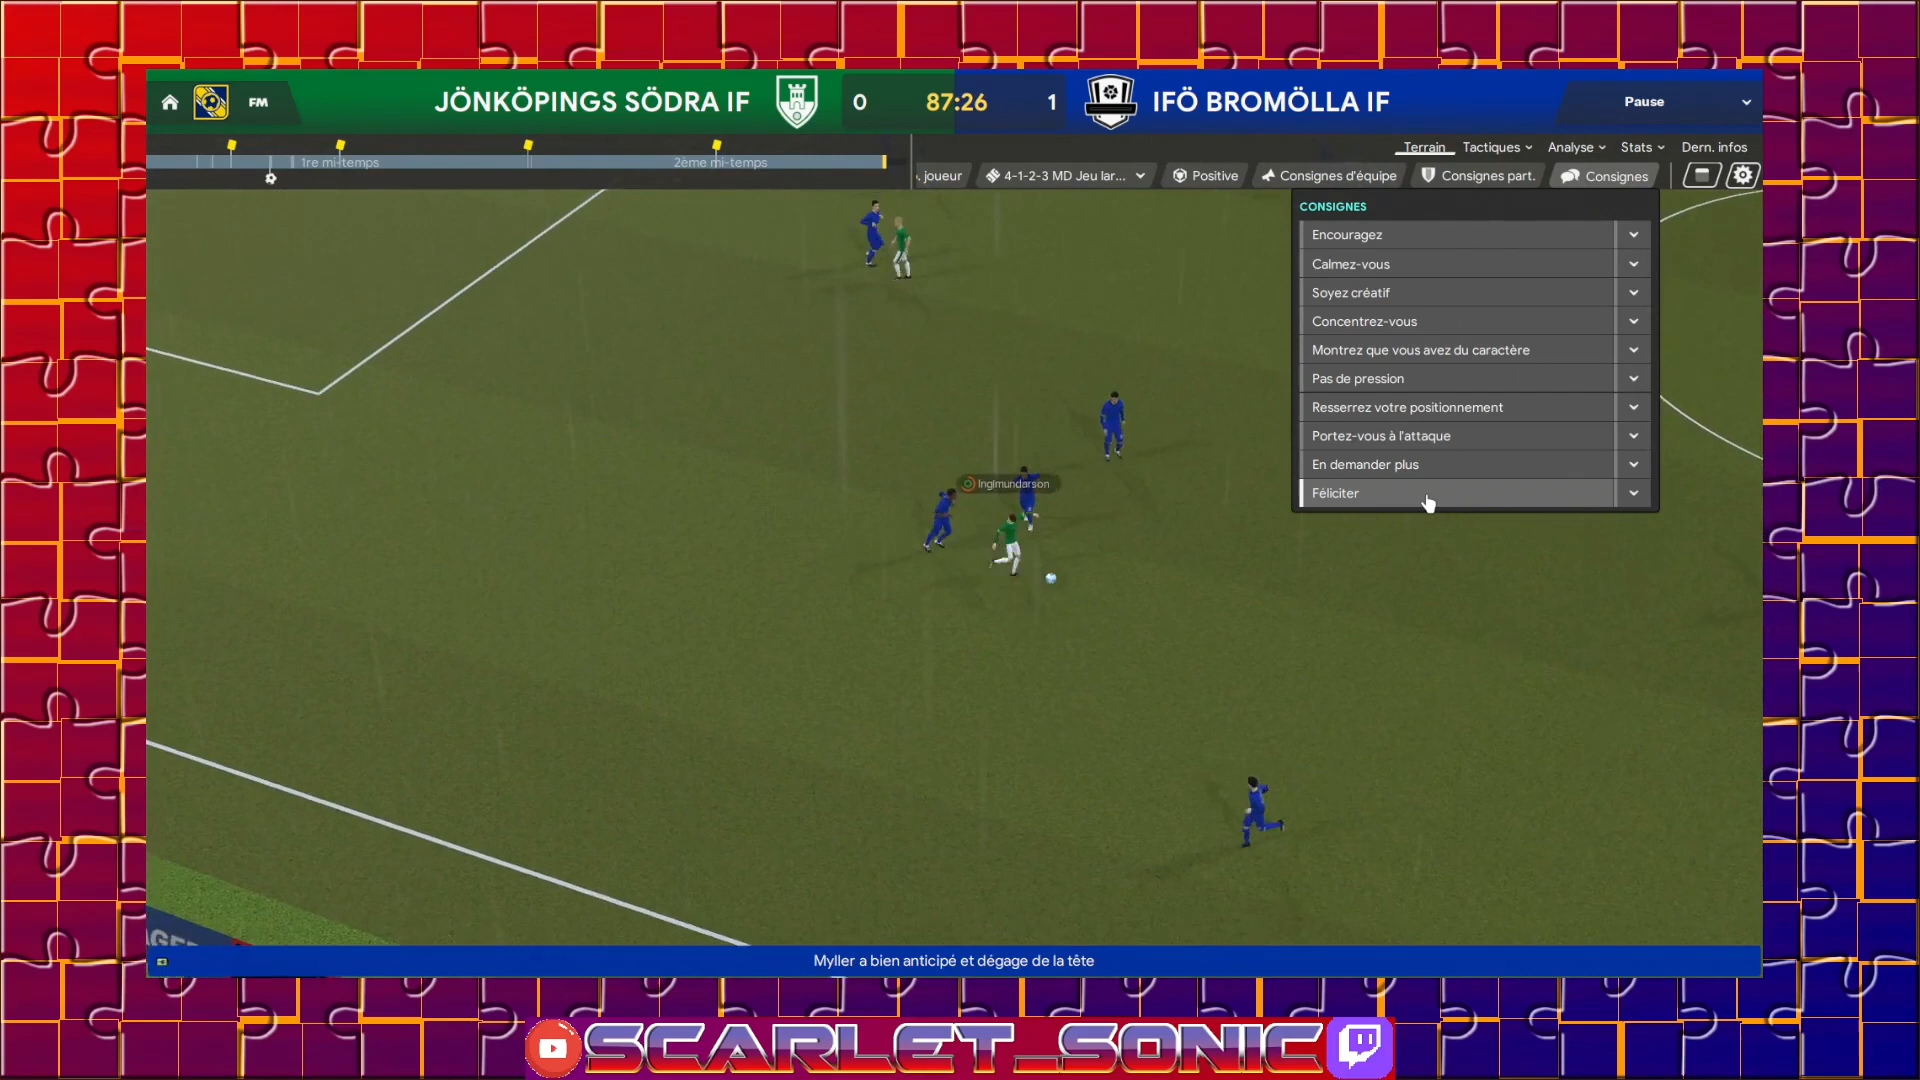 FM
JÖNKÖPINGS SÖDRA IF
0
87:26
1
IFÖ BROMÖLLA IF
Pause
Terrain
Tactiques
Analyse
Stats
Dern. infos
1re mi-temps
2ème mi-temps
joueur
4-1-2-3 MD Jeu lar...
Positive
Consignes d'équipe
Consignes part.
Consignes
CONSIGNES
Encouragez
Calmez-vous
Soyez créatif
Concentrez-vous
Montrez que vous avez du caractère
Pas de pression
Resserrez votre positionnement
Portez-vous à l'attaque
En demander plus
Féliciter
Ingimundarson
Myller a bien anticipé et dégage de la tête
SCARLET_SONIC